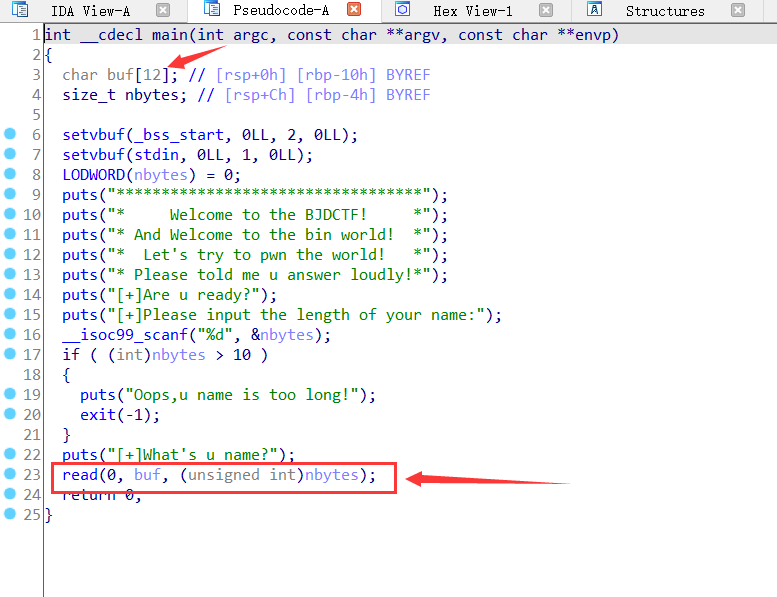 IDA View-A Pseudocode-A Hex View-1 Structures
1 int __cdecl main(int argc, const char **argv, const char **envp)
2 {
3   char buf[12]; // [rsp+0h] [rbp-10h] BYREF
4   size_t nbytes; // [rsp+Ch] [rbp-4h] BYREF
5
6   setvbuf(_bss_start, 0LL, 2, 0LL);
7   setvbuf(stdin, 0LL, 1, 0LL);
8   LODWORD(nbytes) = 0;
9   puts("**********************************");
10   puts("*     Welcome to the BJDCTF!     *");
11   puts("* And Welcome to the bin world!  *");
12   puts("*  Let's try to pwn the world!   *");
13   puts("* Please told me u answer loudly!*");
14   puts("[+]Are u ready?");
15   puts("[+]Please input the length of your name:");
16   __isoc99_scanf("%d", &nbytes);
17   if ( (int)nbytes > 10 )
18   {
19     puts("Oops,u name is too long!");
20     exit(-1);
21   }
22   puts("[+]What's u name?");
23   read(0, buf, (unsigned int)nbytes);
24   return 0;
25 }